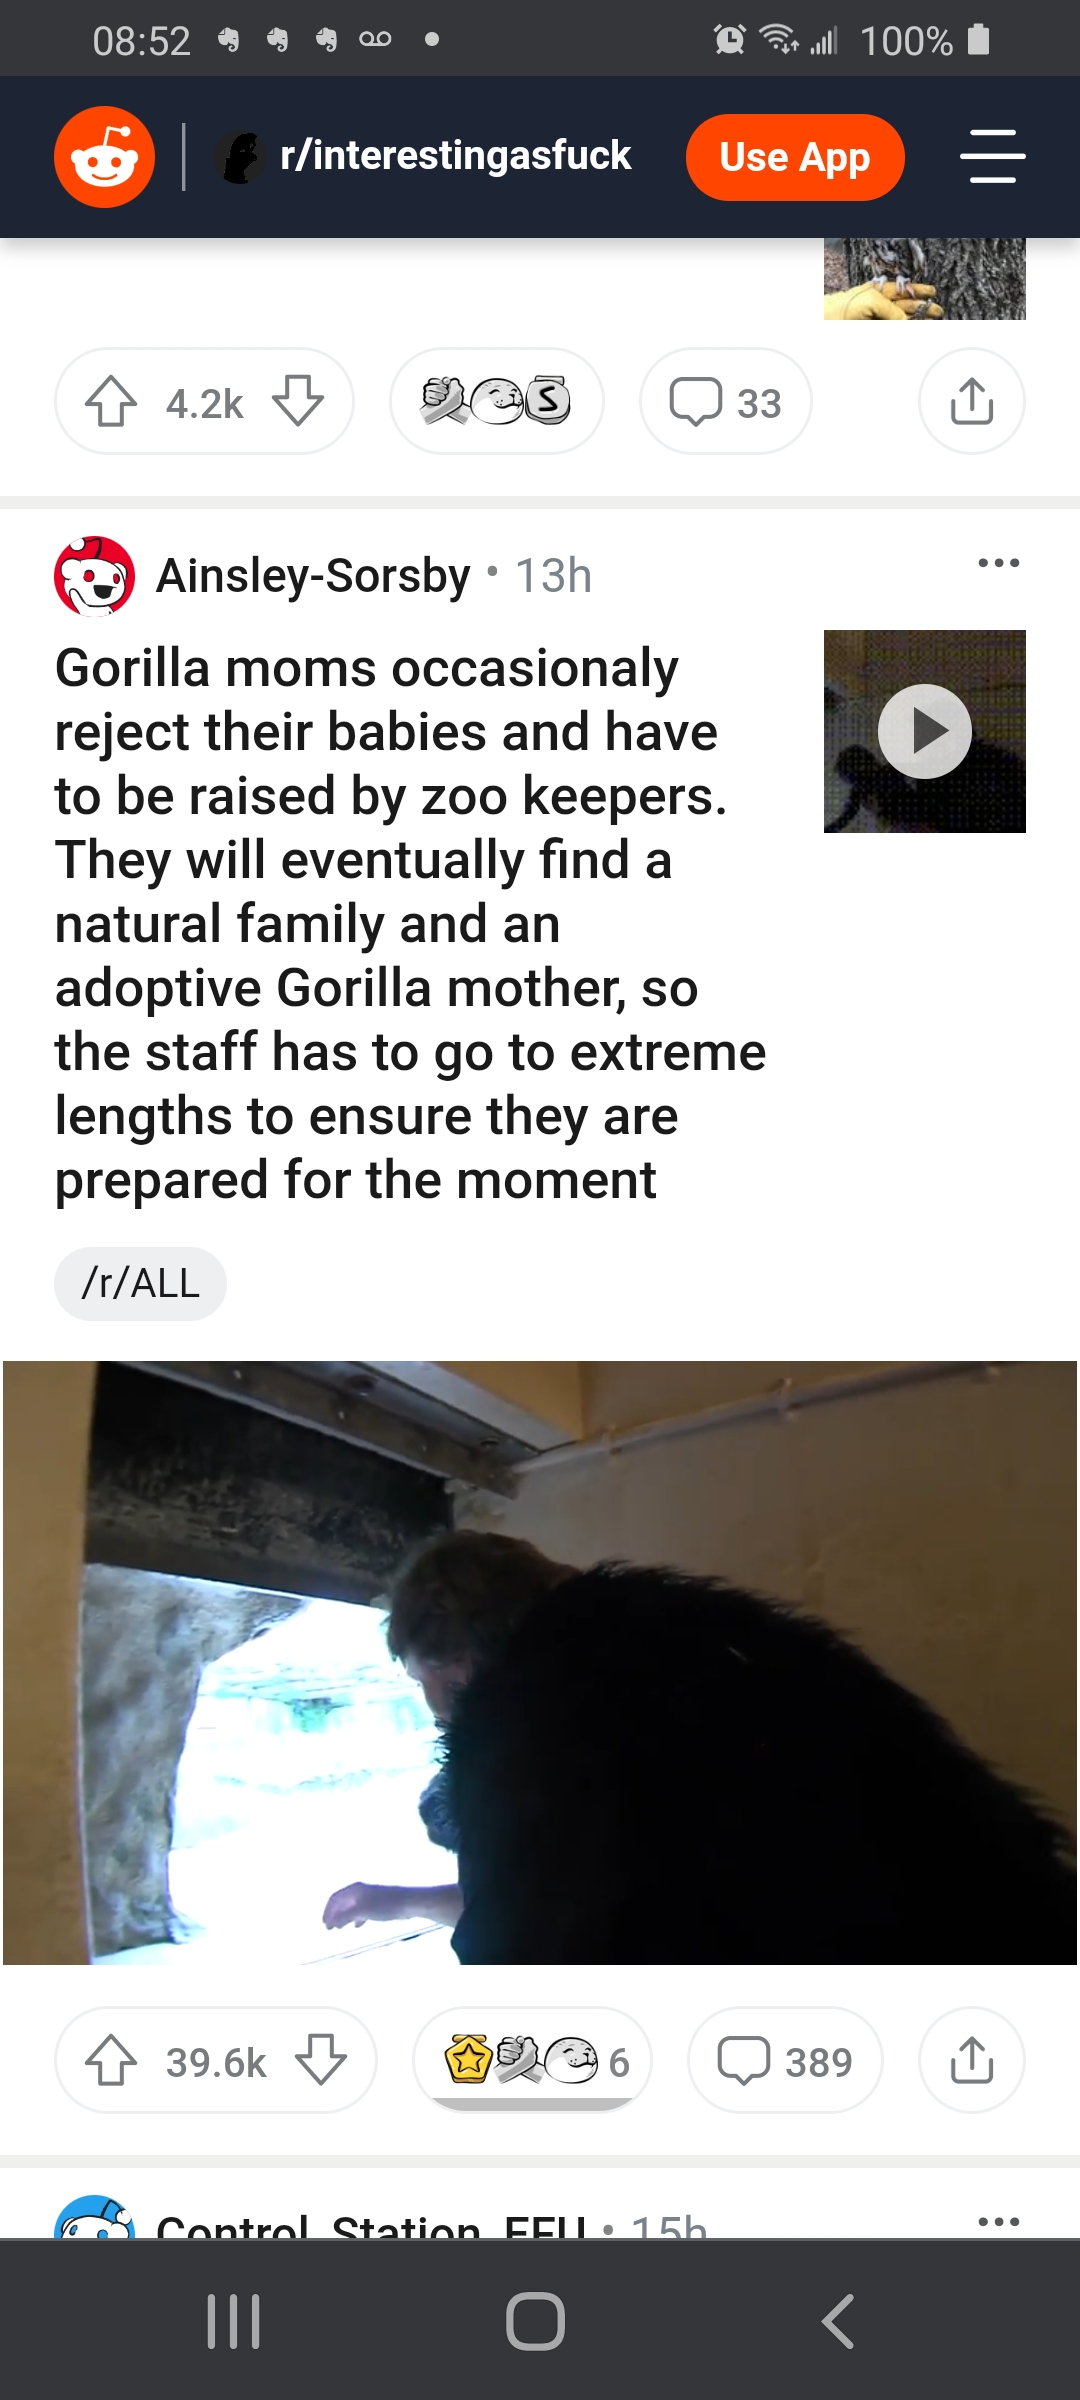 08:52
100%
r/interestingasfuck
Use App
4.2k
S
33
Ainsley-Sorsby • 13h
Gorilla moms occasionaly
reject their babies and have
to be raised by zoo keepers.
They will eventually find a
natural family and an
adoptive Gorilla mother, so
the staff has to go to extreme
lengths to ensure they are
prepared for the moment
/r/ALL
39.6k
6
389
Control_Station_EFU • 15h